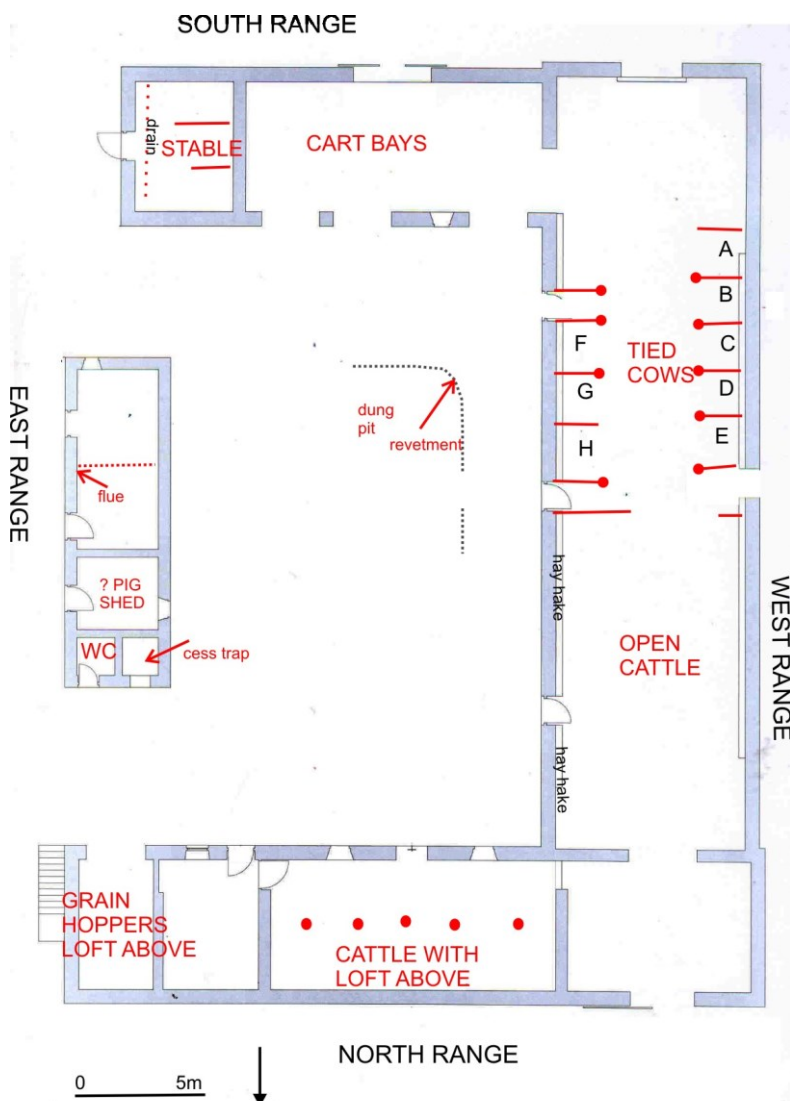 SOUTH RANGE
drain
STABLE
CART BAYS
A
B
C
D
E
F
G
H
TIED
COWS
dung
pit
revetment
EAST RANGE
flue
? PIG
SHED
WC
cess trap
hay hake
OPEN
CATTLE
WEST RANGE
hay hake
GRAIN
HOPPERS
LOFT ABOVE
CATTLE WITH
LOFT ABOVE
NORTH RANGE
0
5m